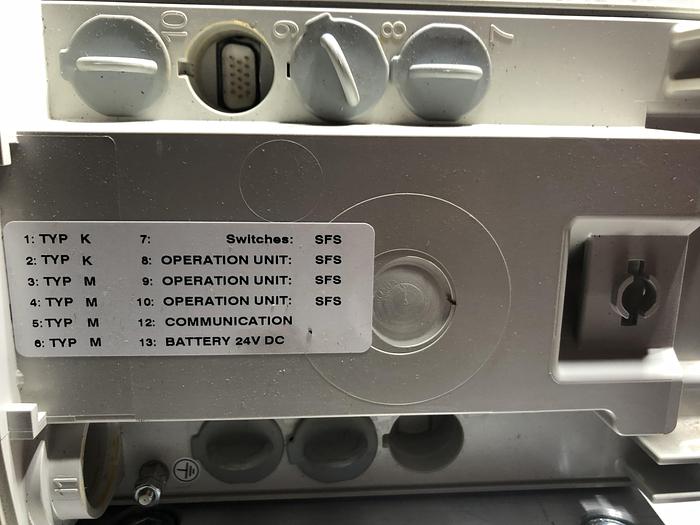 10 9 8 7
1: TYP K 7: Switches: SFS
2: TYP K 8: OPERATION UNIT: SFS
3: TYP M 9: OPERATION UNIT: SFS
4: TYP M 10: OPERATION UNIT: SFS
5: TYP M 12: COMMUNICATION
6: TYP M 13: BATTERY 24V DC
11